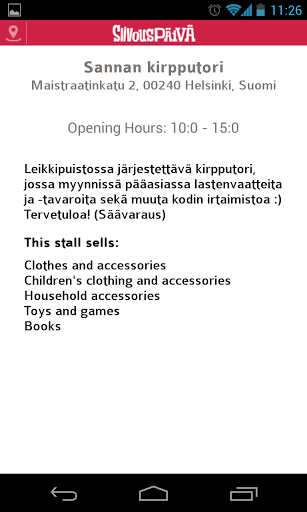 11:26
SIIVOUSPÄIVÄ
Sannan kirpputori
Maistraatinkatu 2, 00240 Helsinki, Suomi
Opening Hours: 10:0 - 15:0
Leikkipuistossa järjestettävä kirpputori,
jossa myynnissä pääasiassa lastenvaatteita
ja -tavaroita sekä muuta kodin irtaimistoa :)
Tervetuloa! (Säävaraus)
This stall sells:
Clothes and accessories
Children's clothing and accessories
Household accessories
Toys and games
Books